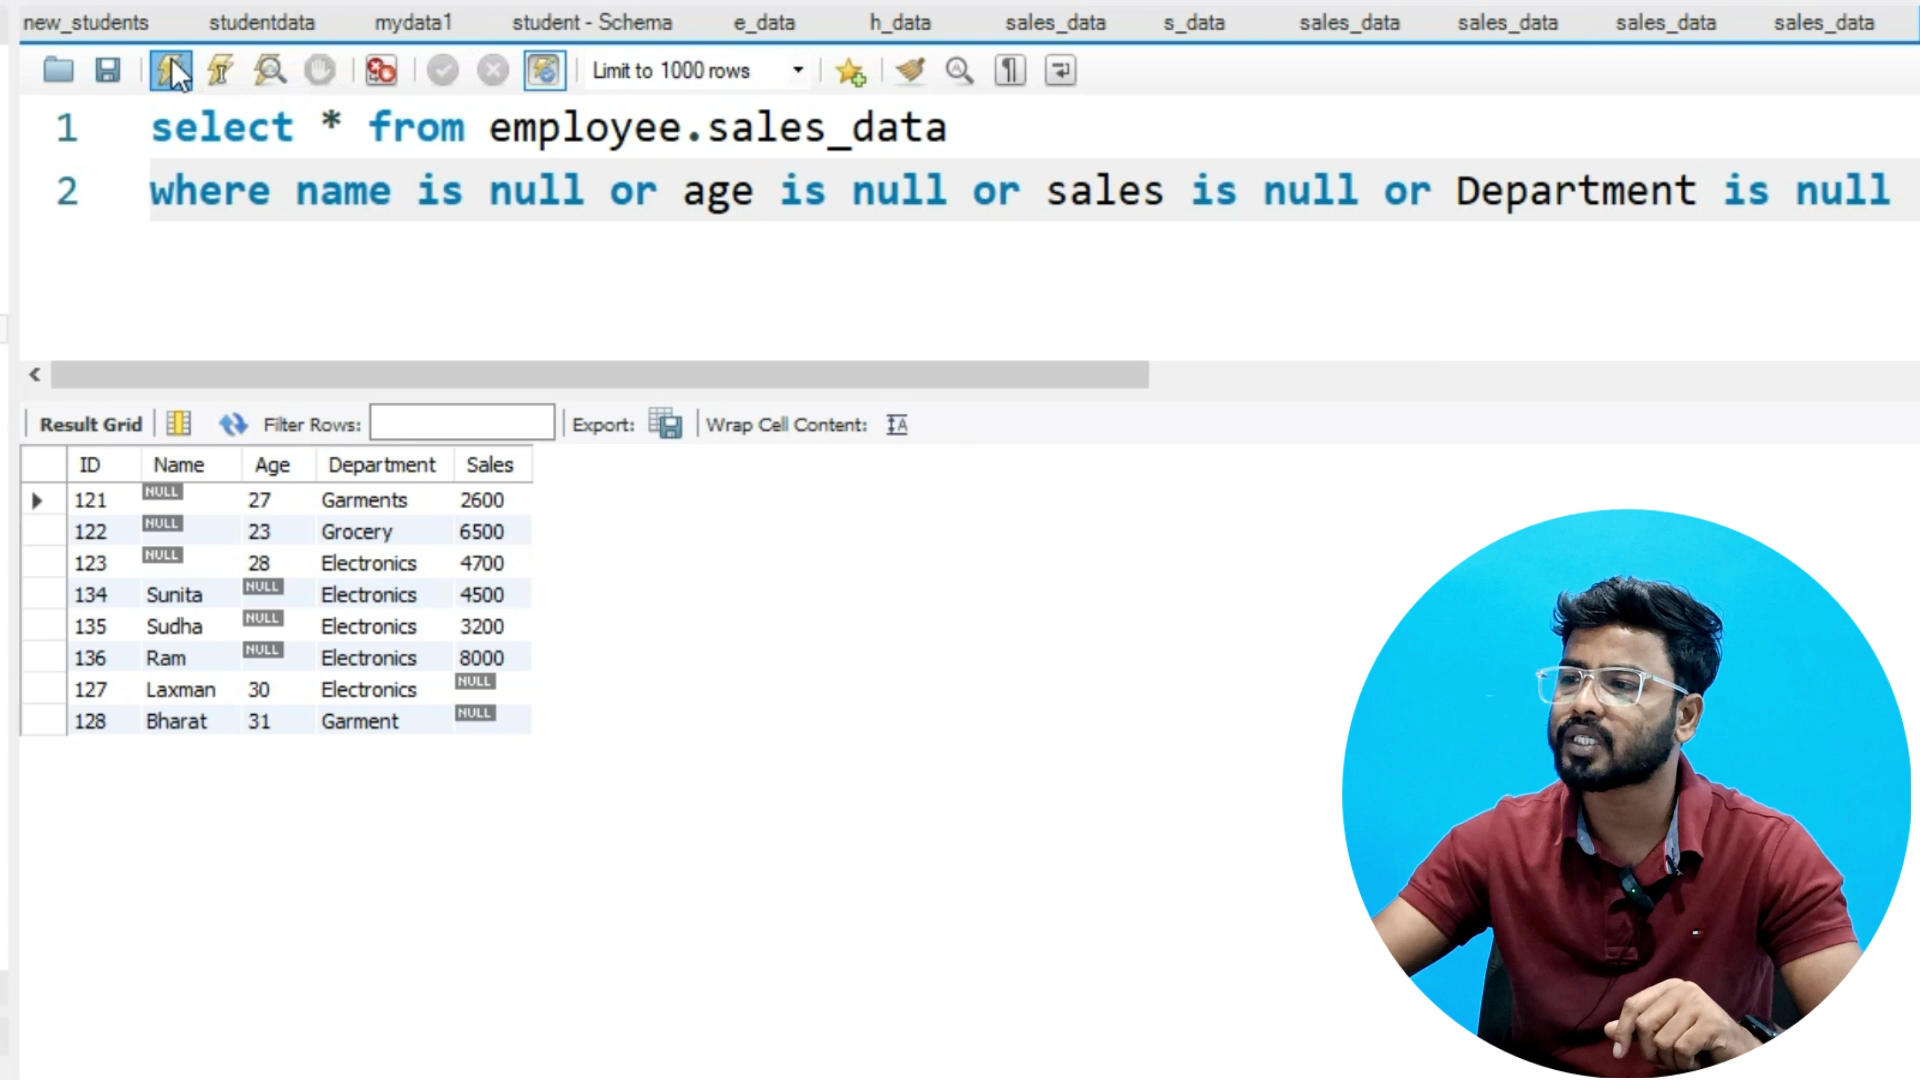 new_students studentdata mydata1 student - Schema e_data h_data sales_data s_data sales_data sales_data sales_data sales_data
Limit to 1000 rows
1 select * from employee.sales_data
2 where name is null or age is null or sales is null or Department is null
Result Grid Filter Rows: Export: Wrap Cell Content:
ID Name Age Department Sales
121 NULL 27 Garments 2600
122 NULL 23 Grocery 6500
123 NULL 28 Electronics 4700
134 Sunita NULL Electronics 4500
135 Sudha NULL Electronics 3200
136 Ram NULL Electronics 8000
127 Laxman 30 Electronics NULL
128 Bharat 31 Garment NULL